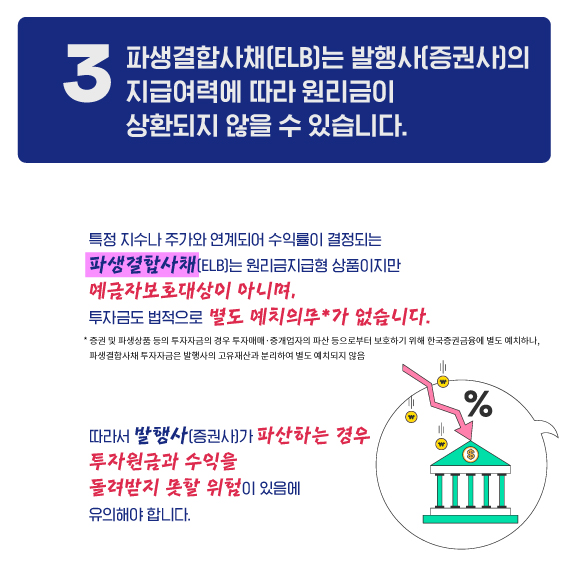 3
파생결합사채(ELB)는 발행사(증권사)의
지급여력에 따라 원리금이
상환되지 않을 수 있습니다.
특정 지수나 주가와 연계되어 수익률이 결정되는
파생결합사채(ELB)는 원리금지급형 상품이지만
예금자보호대상이 아니며,
투자금도 법적으로 별도 예치의무*가 없습니다.
* 증권 및 파생상품 등의 투자자금의 경우 투자매매·중개업자의 파산 등으로부터 보호하기 위해 한국증권금융에 별도 예치하나,
파생결합사채 투자자금은 발행사의 고유재산과 분리하여 별도 예치되지 않음
%
₩
₩
₩
$
따라서 발행사(증권사)가 파산하는 경우
투자원금과 수익을
돌려받지 못할 위험이 있음에
유의해야 합니다.